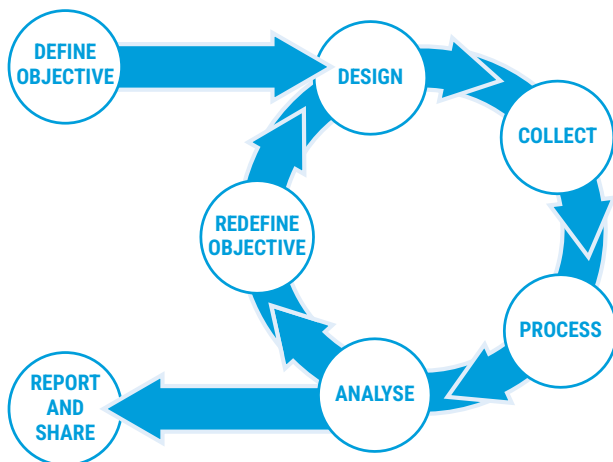 DEFINE
OBJECTIVE
DESIGN
COLLECT
PROCESS
ANALYSE
REDEFINE
OBJECTIVE
REPORT
AND
SHARE